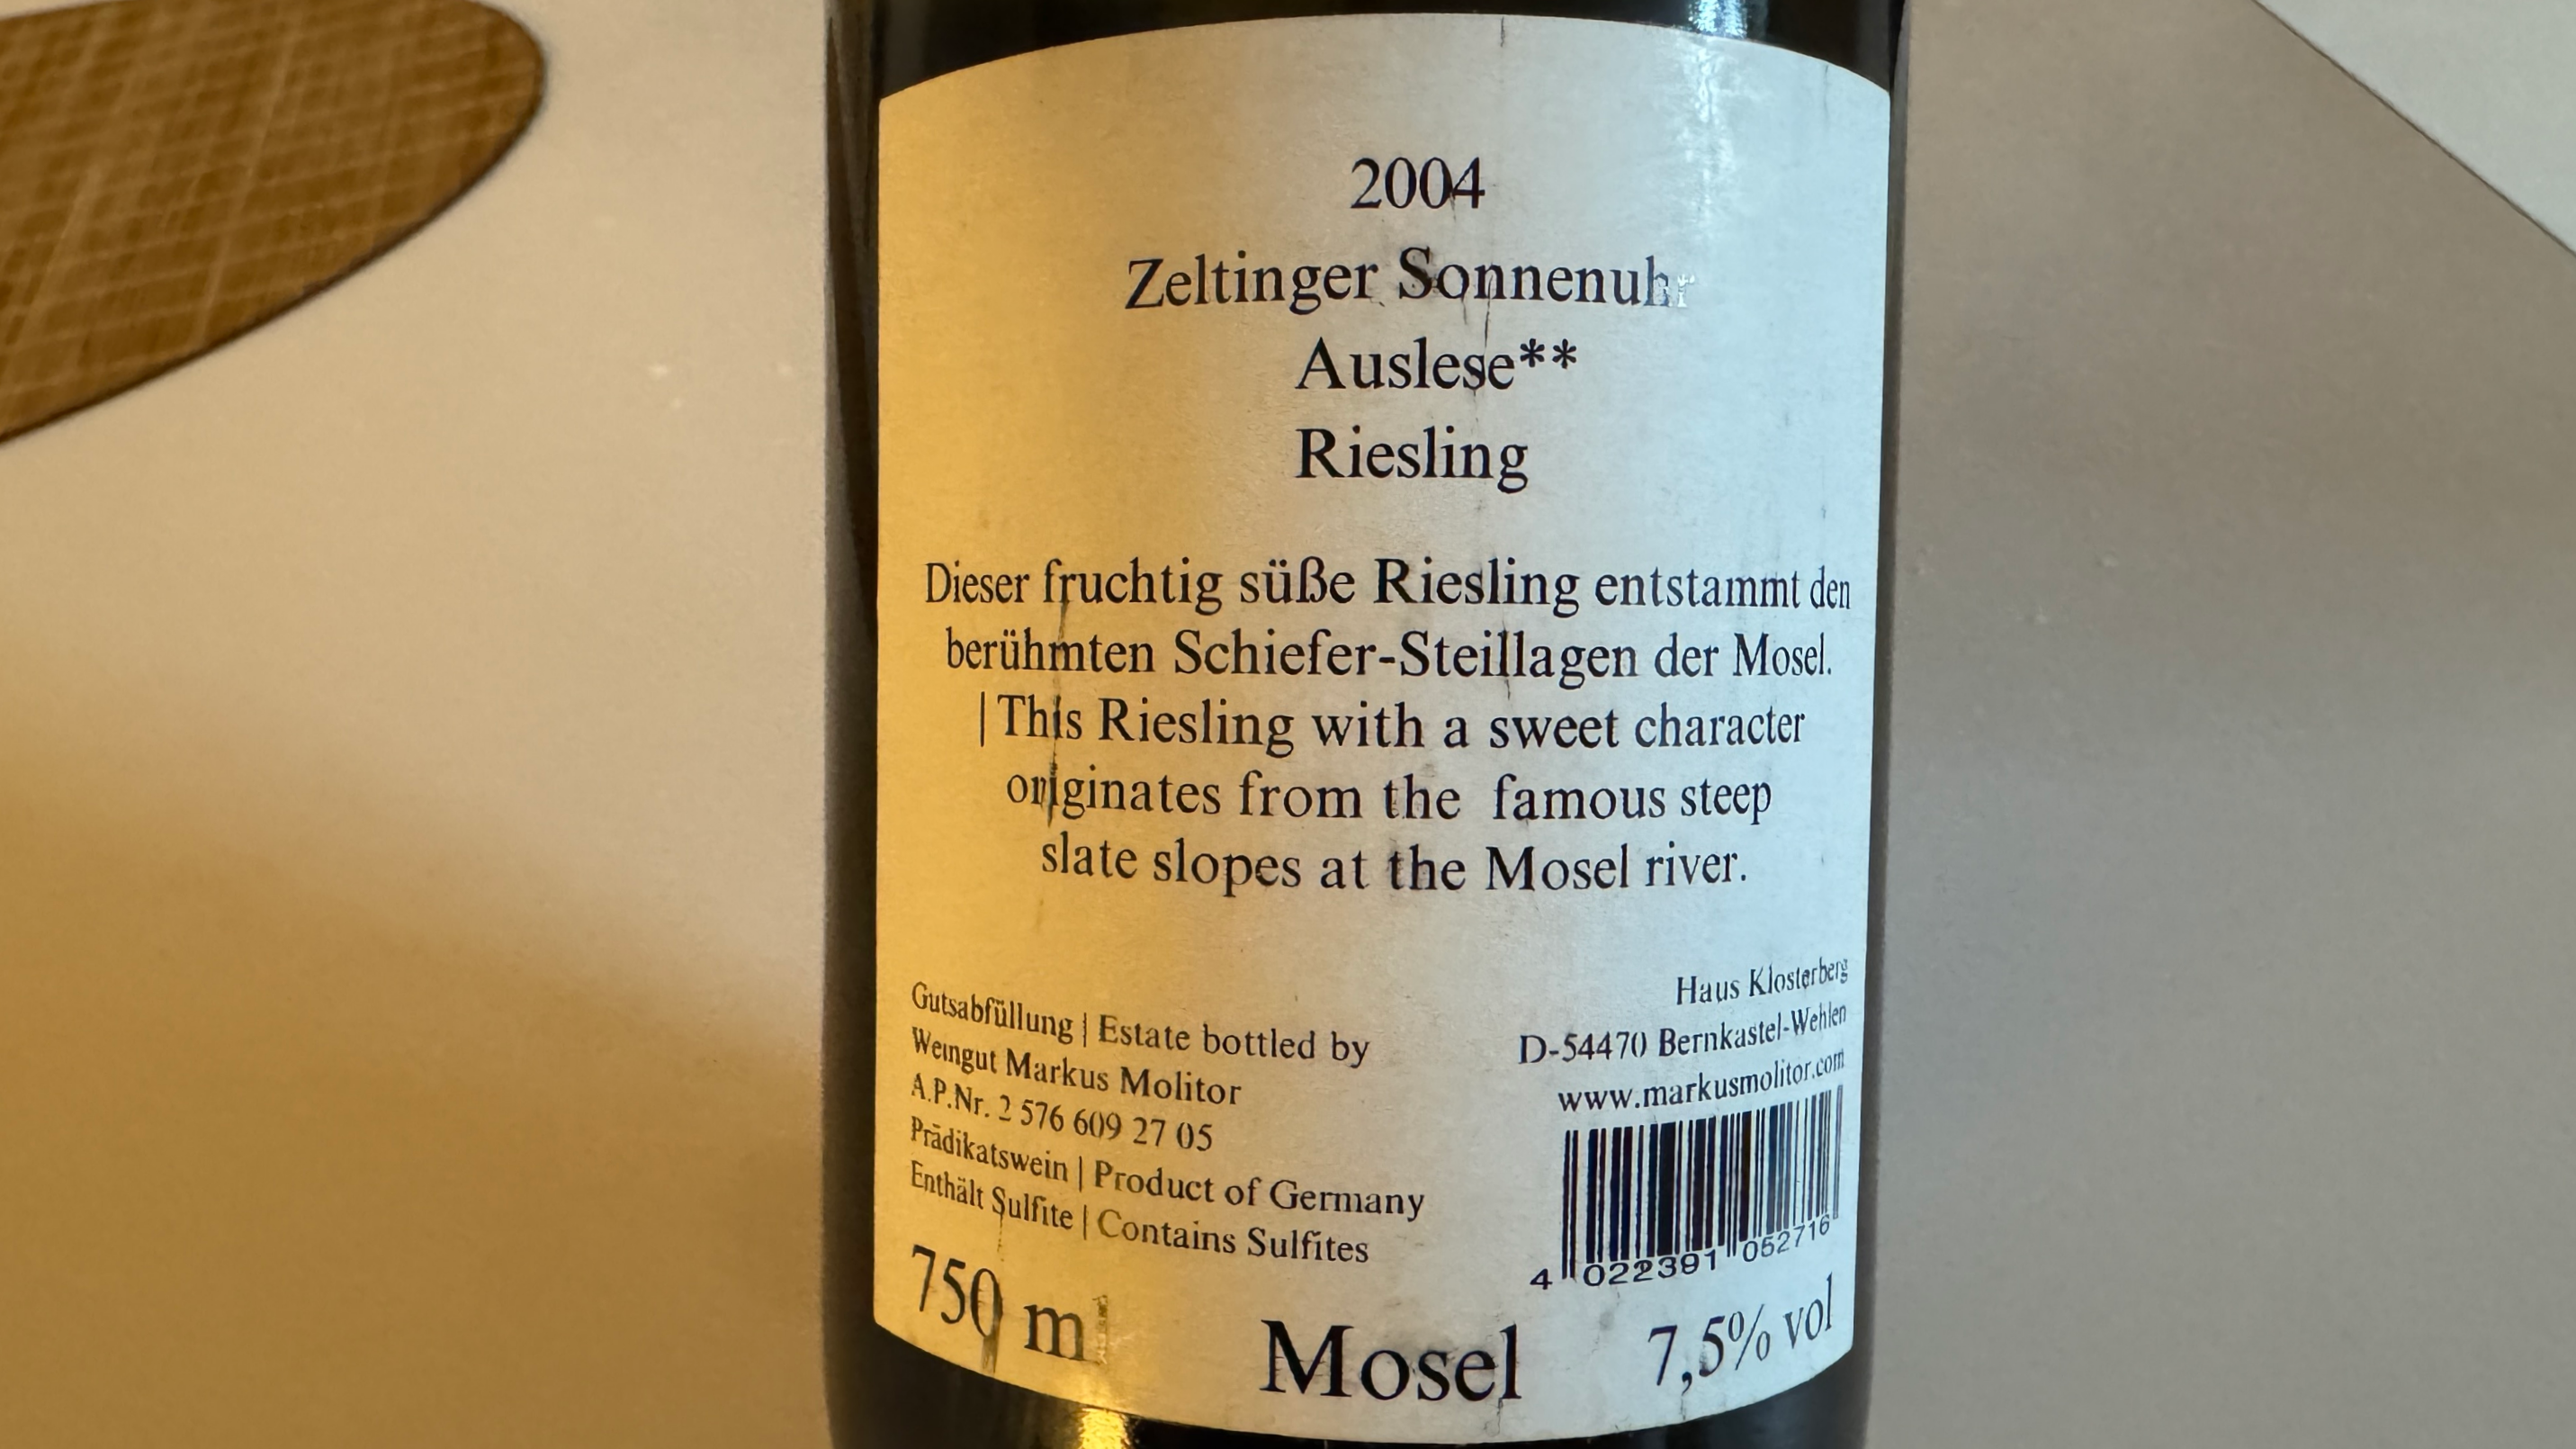 2004
Zeltinger Sonnenuhr
Auslese**
Riesling
Dieser fruchtig süße Riesling entstammt den
berühmten Schiefer-Steillagen der Mosel.
| This Riesling with a sweet character
originates from the famous steep
slate slopes at the Mosel river.
Gutsabfüllung | Estate bottled by
Weingut Markus Molitor
A.P.Nr. 2 576 609 27 05
Prädikatswein | Product of Germany
Enthält Sulfite | Contains Sulfites
Haus Klosterberg
D-54470 Bernkastel-Wehlen
www.markusmolitor.com
4 022391 052716
750 ml
Mosel
7,5% vol